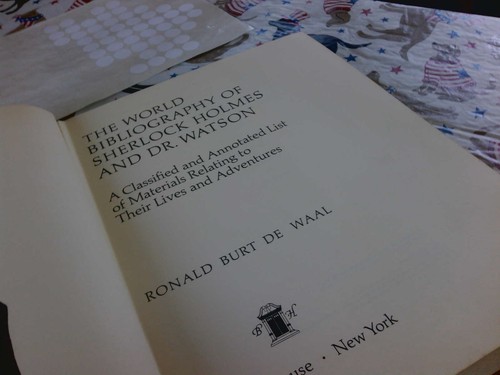 THE WORLD
BIBLIOGRAPHY OF
SHERLOCK HOLMES
AND DR. WATSON
A Classified and Annotated List
of Materials Relating to
Their Lives and Adventures
RONALD BURT DE WAAL
B H
· New York